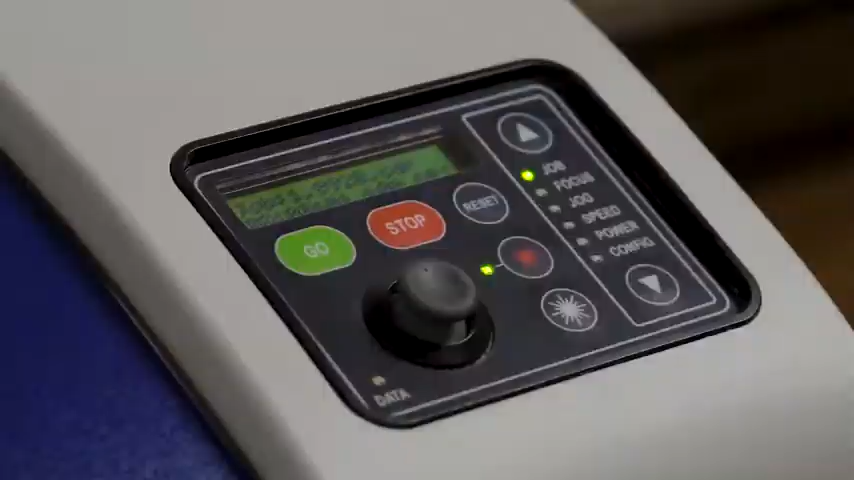 GO
STOP
RESET
JOB
FOCUS
JOG
SPEED
POWER
CONFIG
DATA